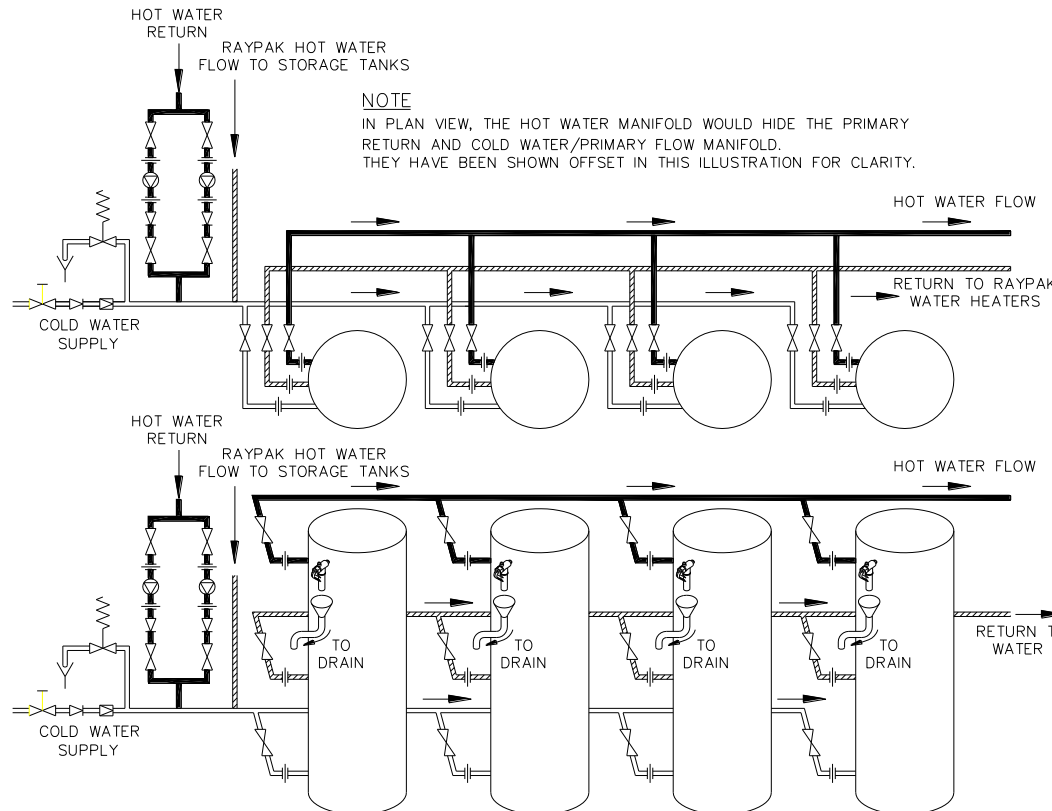 HOT WATER
RETURN
RAYPAK HOT WATER
FLOW TO STORAGE TANKS
NOTE
IN PLAN VIEW, THE HOT WATER MANIFOLD WOULD HIDE THE PRIMARY
RETURN AND COLD WATER/PRIMARY FLOW MANIFOLD.
THEY HAVE BEEN SHOWN OFFSET IN THIS ILLUSTRATION FOR CLARITY.
HOT WATER FLOW
RETURN TO RAYPAK
WATER HEATERS
COLD WATER
SUPPLY
HOT WATER
RETURN
RAYPAK HOT WATER
FLOW TO STORAGE TANKS
HOT WATER FLOW
TO
DRAIN
TO
DRAIN
TO
DRAIN
TO
DRAIN
RETURN T
WATER
COLD WATER
SUPPLY